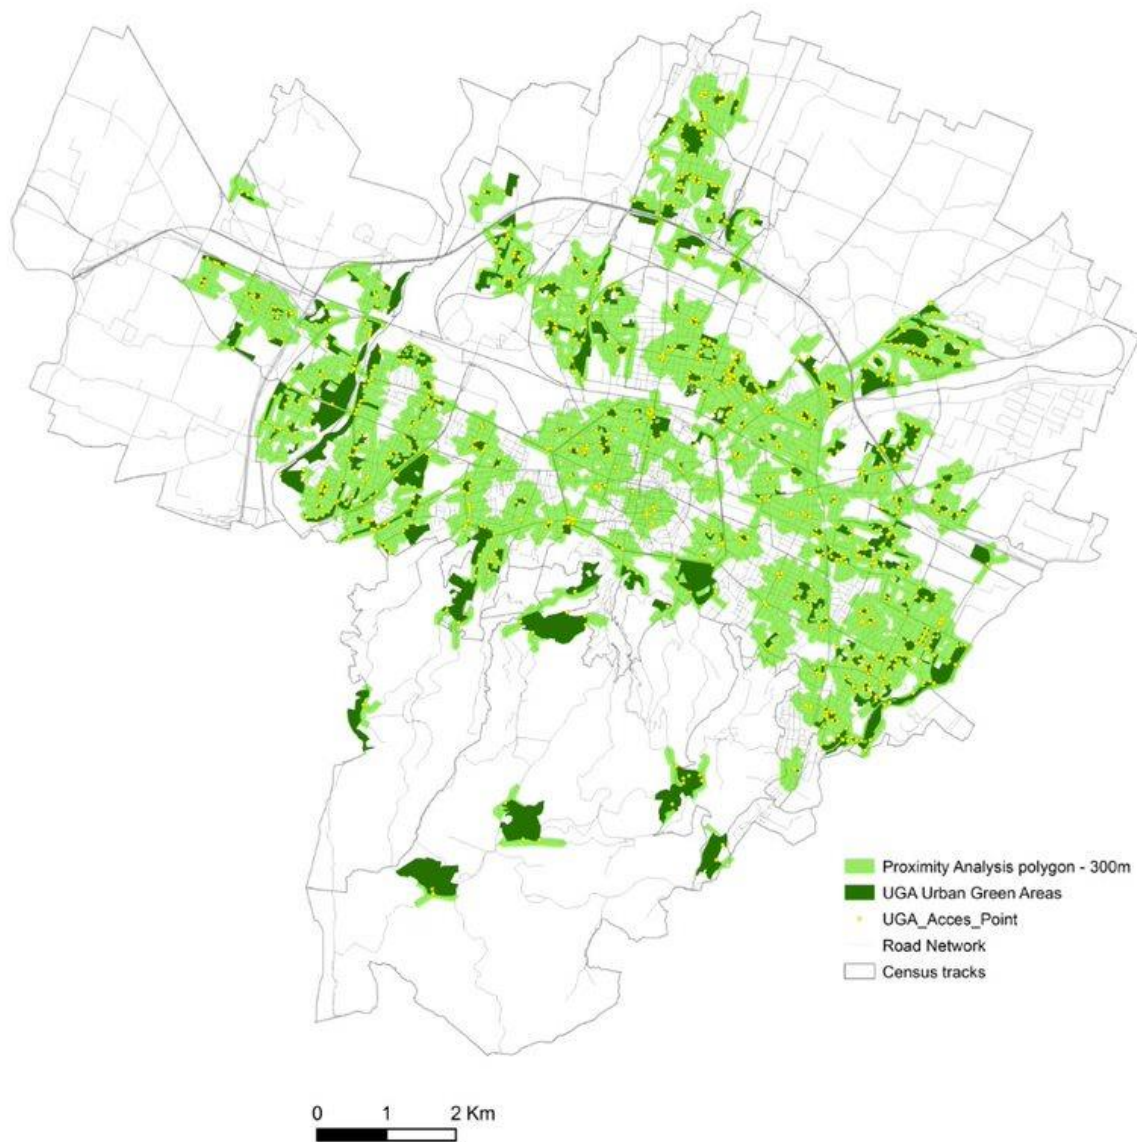 Proximity Analysis polygon - 300m
UGA Urban Green Areas
UGA_Acces_Point
Road Network
Census tracks
0 1 2 Km